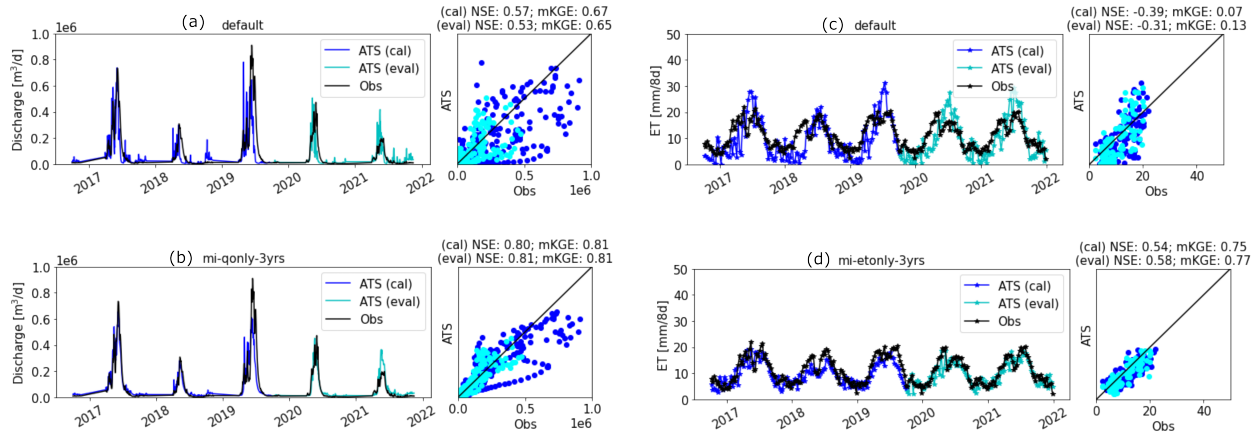 (a)
default
1e6
Discharge [m³/d]
1.0
0.8
0.6
0.4
0.2
0.0
2017
2018
2019
2020
2021
2022
ATS (cal)
ATS (eval)
Obs
(cal) NSE: 0.57; mKGE: 0.67
(eval) NSE: 0.53; mKGE: 0.65
ATS
0.0
Obs
1.0
1e6
(c)
default
ET [mm/8d]
50
40
30
20
10
0
2017
2018
2019
2020
2021
2022
ATS (cal)
ATS (eval)
Obs
(cal) NSE: -0.39; mKGE: 0.07
(eval) NSE: -0.31; mKGE: 0.13
ATS
0
20
40
Obs
(b)
mi-qonly-3yrs
1e6
Discharge [m³/d]
1.0
0.8
0.6
0.4
0.2
0.0
2017
2018
2019
2020
2021
2022
ATS (cal)
ATS (eval)
Obs
(cal) NSE: 0.80; mKGE: 0.81
(eval) NSE: 0.81; mKGE: 0.81
ATS
0.0
Obs
1.0
1e6
(d)
mi-etonly-3yrs
ET [mm/8d]
50
40
30
20
10
0
2017
2018
2019
2020
2021
2022
ATS (cal)
ATS (eval)
Obs
(cal) NSE: 0.54; mKGE: 0.75
(eval) NSE: 0.58; mKGE: 0.77
ATS
0
20
40
Obs